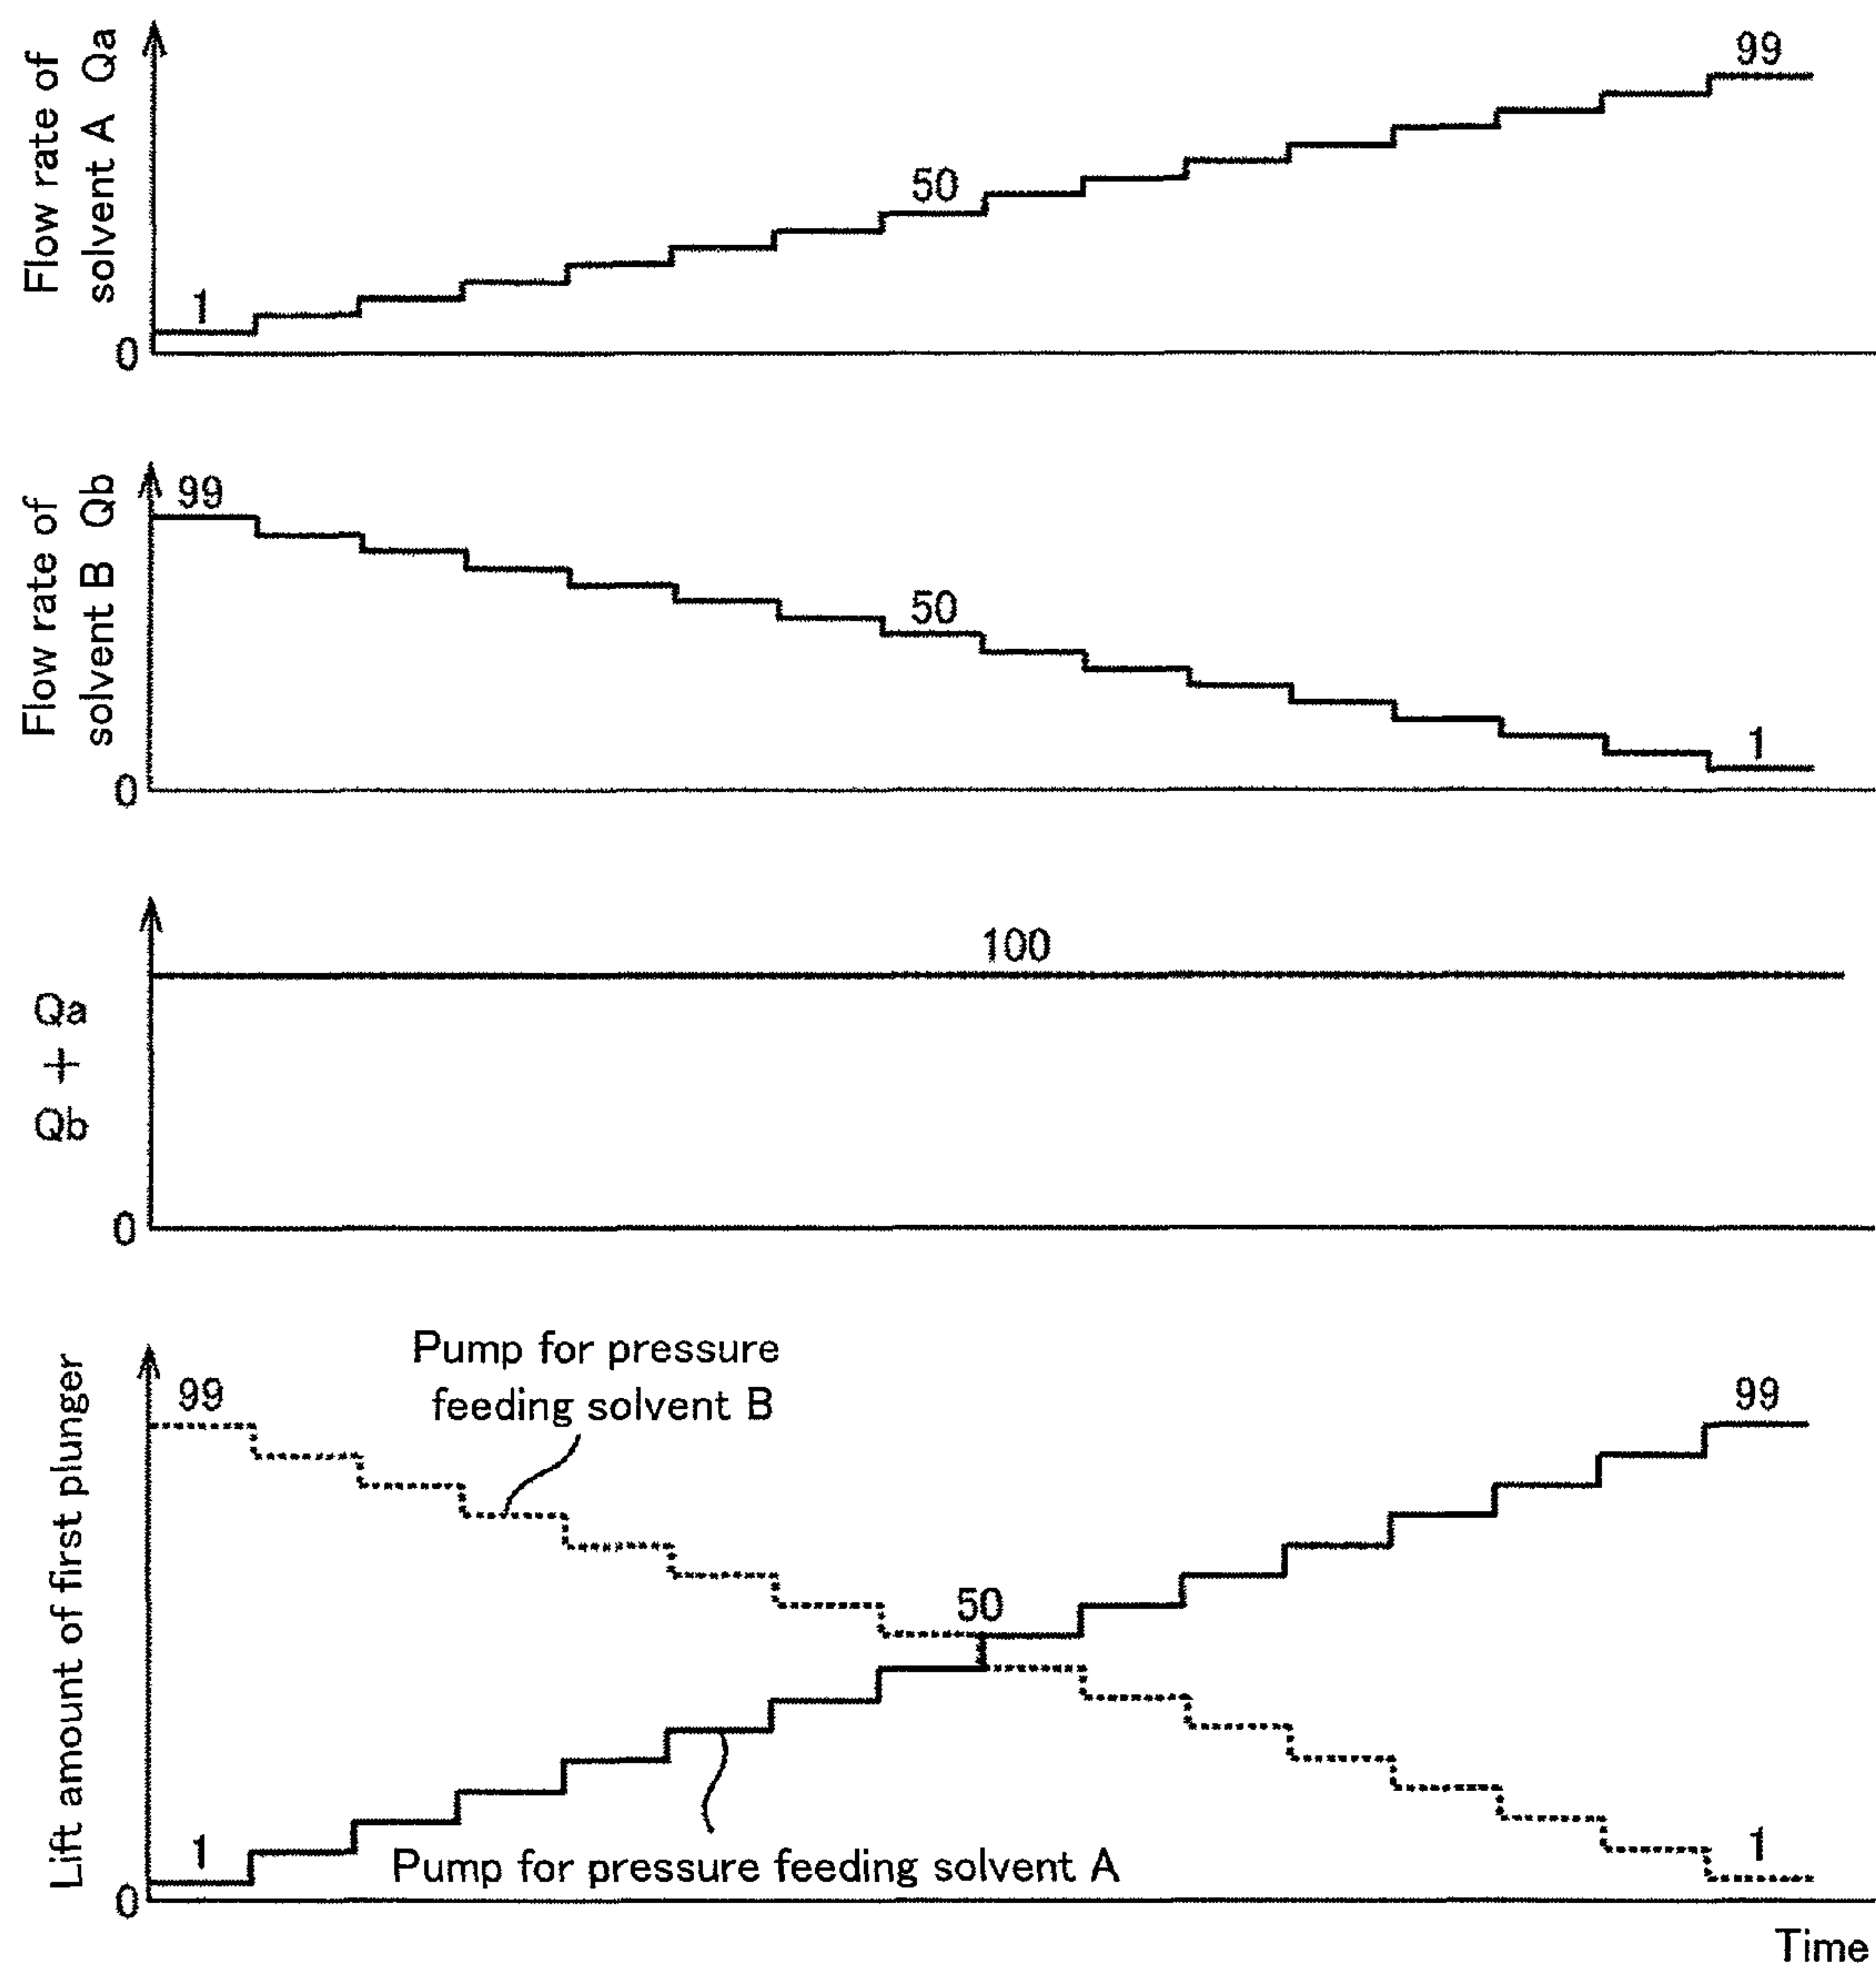 Flow rate of
solvent A Qa
99
50
1
0
Flow rate of
solvent B Qb
99
50
1
0
Qa
+
Qb
100
0
Lift amount of first plunger
Pump for pressure
feeding solvent B
99
99
50
1
1
Pump for pressure feeding solvent A
0
Time